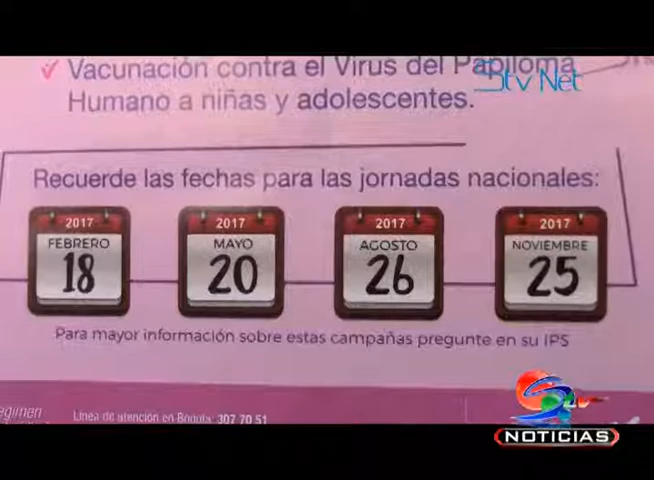 Vacunación contra el Virus del Papiloma
Humano a niñas y adolescentes.
Stv Net
Recuerde las fechas para las jornadas nacionales:
2017
FEBRERO
18
2017
MAYO
20
2017
AGOSTO
26
2017
NOVIEMBRE
25
Para mayor información sobre estas campañas pregunte en su IPS
Línea de atención en Bogotá: 307 70 51
NOTICIAS